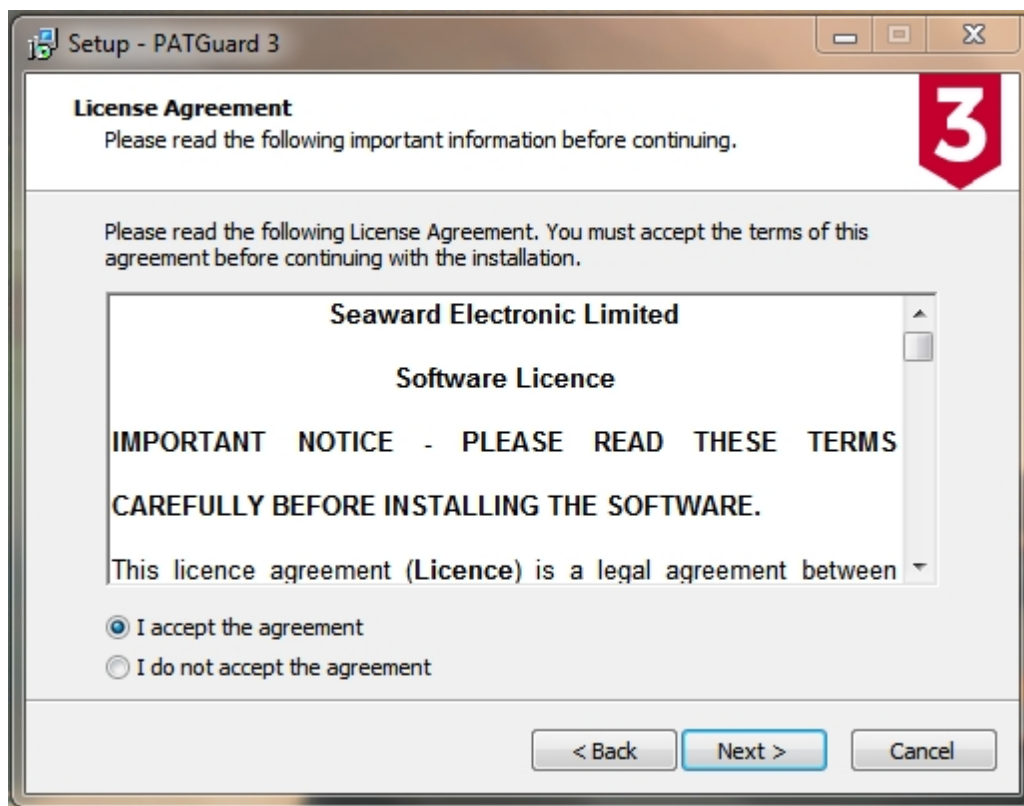 Setup - PATGuard 3
License Agreement
Please read the following important information before continuing.
3
Please read the following License Agreement. You must accept the terms of this
agreement before continuing with the installation.
Seaward Electronic Limited
Software Licence
IMPORTANT NOTICE - PLEASE READ THESE TERMS
CAREFULLY BEFORE INSTALLING THE SOFTWARE.
This licence agreement (Licence) is a legal agreement between
I accept the agreement
I do not accept the agreement
< Back Next > Cancel